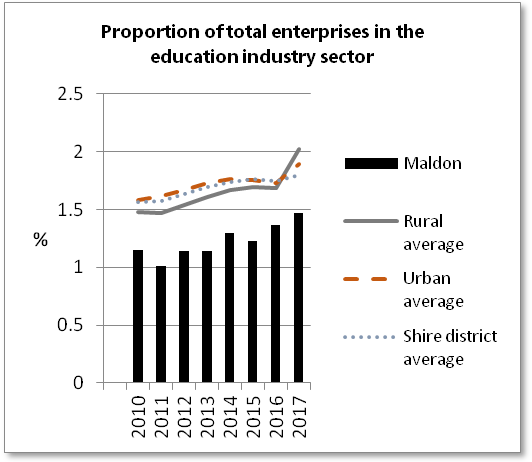 Proportion of total enterprises in the
education industry sector
2.5
2
1.5
1
0.5
0
%
2010
2011
2012
2013
2014
2015
2016
2017
Maldon
Rural
average
Urban
average
Shire district
average